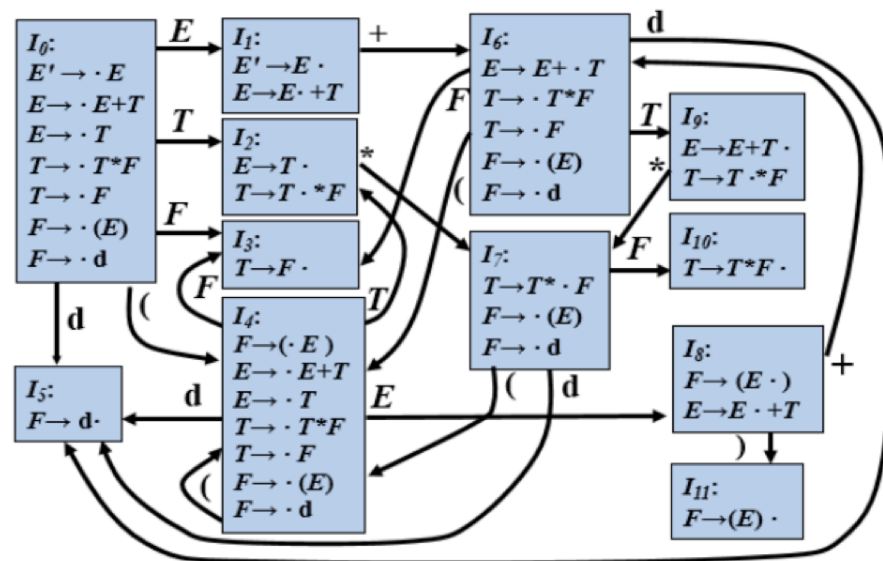 I0:
E' → · E
E→ · E+T
E→ · T
T→ · T*F
T→ · F
F→ · (E)
F→ · d
E
T
F
d
(
I1:
E'→E ·
E→E· +T
+
I2:
E→T ·
T→T · *F
*
I3:
T→F ·
F
T
I4:
F→(· E )
E→ · E+T
E→ · T
T→ · T*F
T→ · F
F→ · (E)
F→ · d
d
E
(
I5:
F→ d·
I6:
E→ E+ · T
T→ · T*F
T→ · F
F→ · (E)
F→ · d
d
F
(
T
I7:
T→T* · F
F→ · (E)
F→ · d
F
(
d
I8:
F→ (E · )
E→E · +T
+
)
I9:
E→E+T ·
T→T ·*F
*
I10:
T→T*F ·
I11:
F→(E) ·